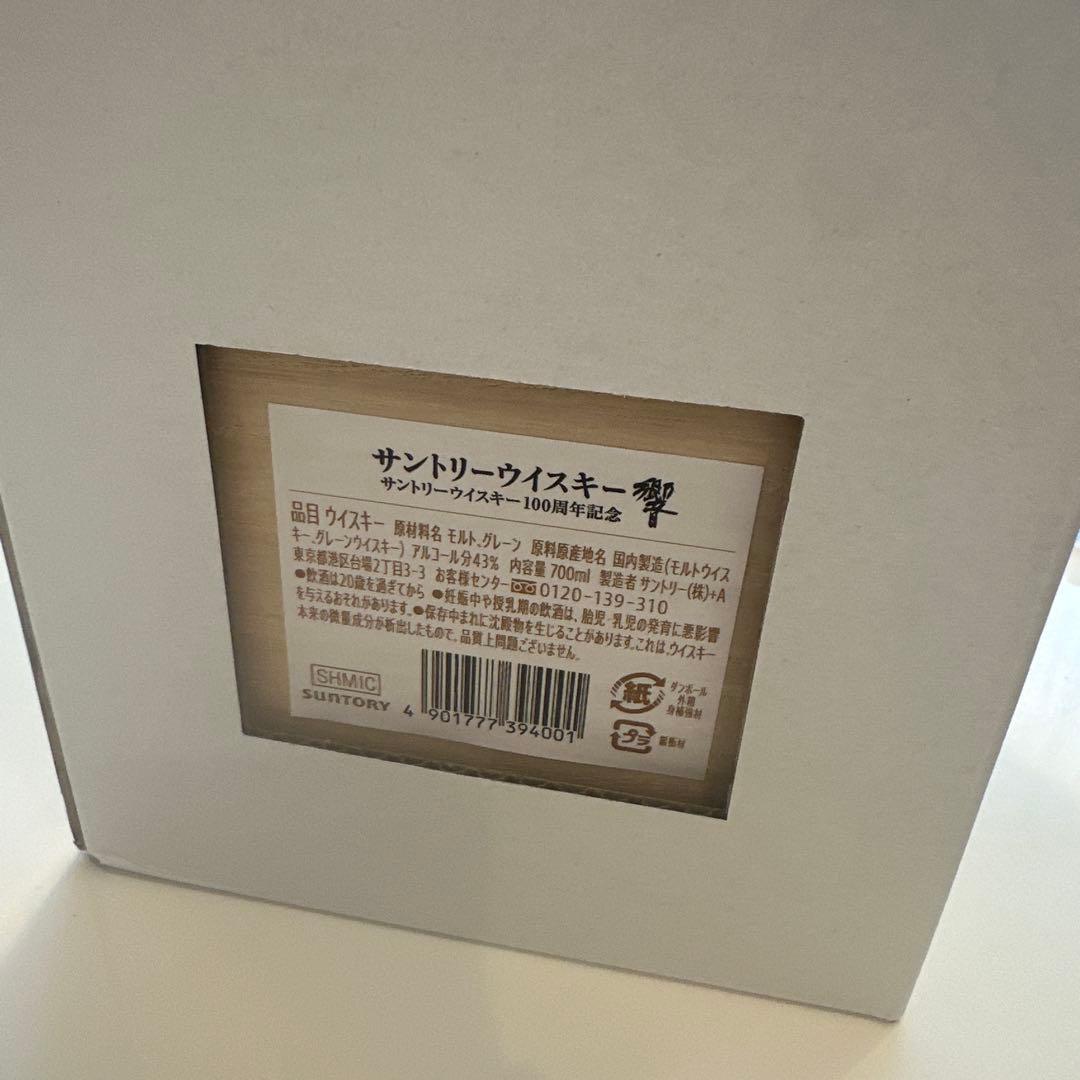 サントリーウイスキー 響
サントリーウイスキー100周年記念
品目 ウイスキー 原材料名 モルト、グレーン 原料原産地名 国内製造(モルトウイス
キー、グレーンウイスキー) アルコール分43% 内容量 700ml 製造者 サントリー(株)+A
東京都港区台場2丁目3-3 お客様センター 0120-139-310
●飲酒は20歳を過ぎてから ●妊娠中や授乳期の飲酒は、胎児・乳児の発育に悪影響
を与えるおそれがあります。●保存中まれに沈殿物を生じることがあります。これは、ウイスキー
本来の微量成分が析出したもので、品質上問題ございません。
SHMIC
SUNTORY
4 901777 394001
紙
ダンボール
外箱
身補強材
プラ
緩衝材